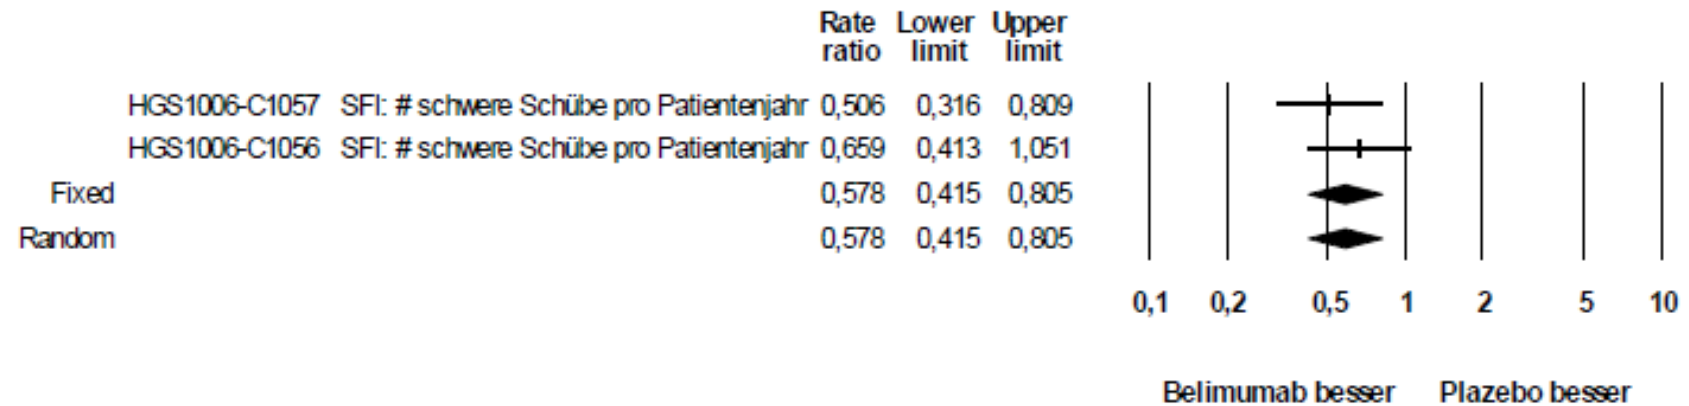 Rate Lower Upper
ratio limit limit
HGS1006-C1057 SFI: # schwere Schübe pro Patientenjahr 0,506 0,316 0,809
HGS1006-C1056 SFI: # schwere Schübe pro Patientenjahr 0,659 0,413 1,051
Fixed 0,578 0,415 0,805
Random 0,578 0,415 0,805
0,1 0,2 0,5 1 2 5 10
Belimumab besser Plazebo besser